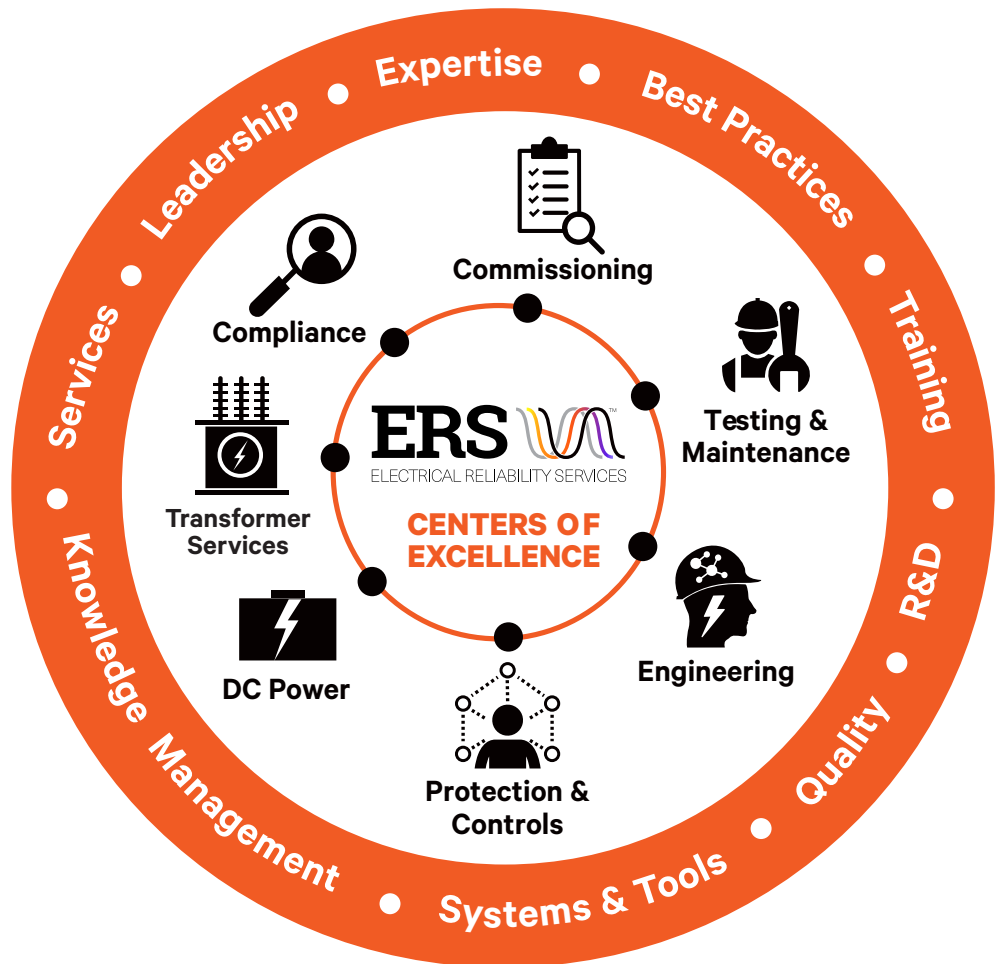 Expertise
Best Practices
Training
R&D
Quality
Systems & Tools
Knowledge Management
Services
Leadership
Commissioning
Testing &
Maintenance
Engineering
Protection &
Controls
DC Power
Transformer
Services
Compliance
ERS ™
ELECTRICAL RELIABILITY SERVICES
CENTERS OF
EXCELLENCE